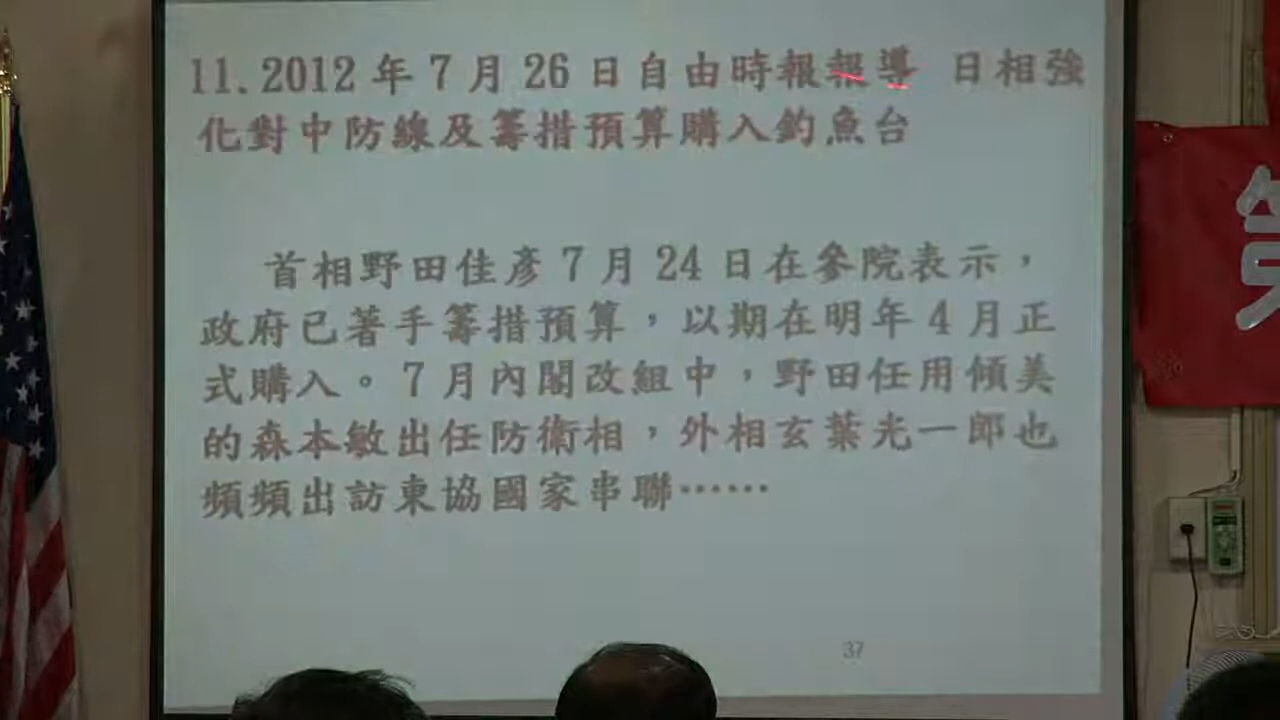 11. 2012 年 7 月 26 日自由時報報導 日相強
化對中防線及籌措預算購入釣魚台
首相野田佳彥 7 月 24 日在參院表示，
政府已著手籌措預算，以期在明年 4 月正
式購入。7 月內閣改組中，野田任用傾美
的森本敏出任防衛相，外相玄葉光一郎也
頻頻出訪東協國家串聯……
37